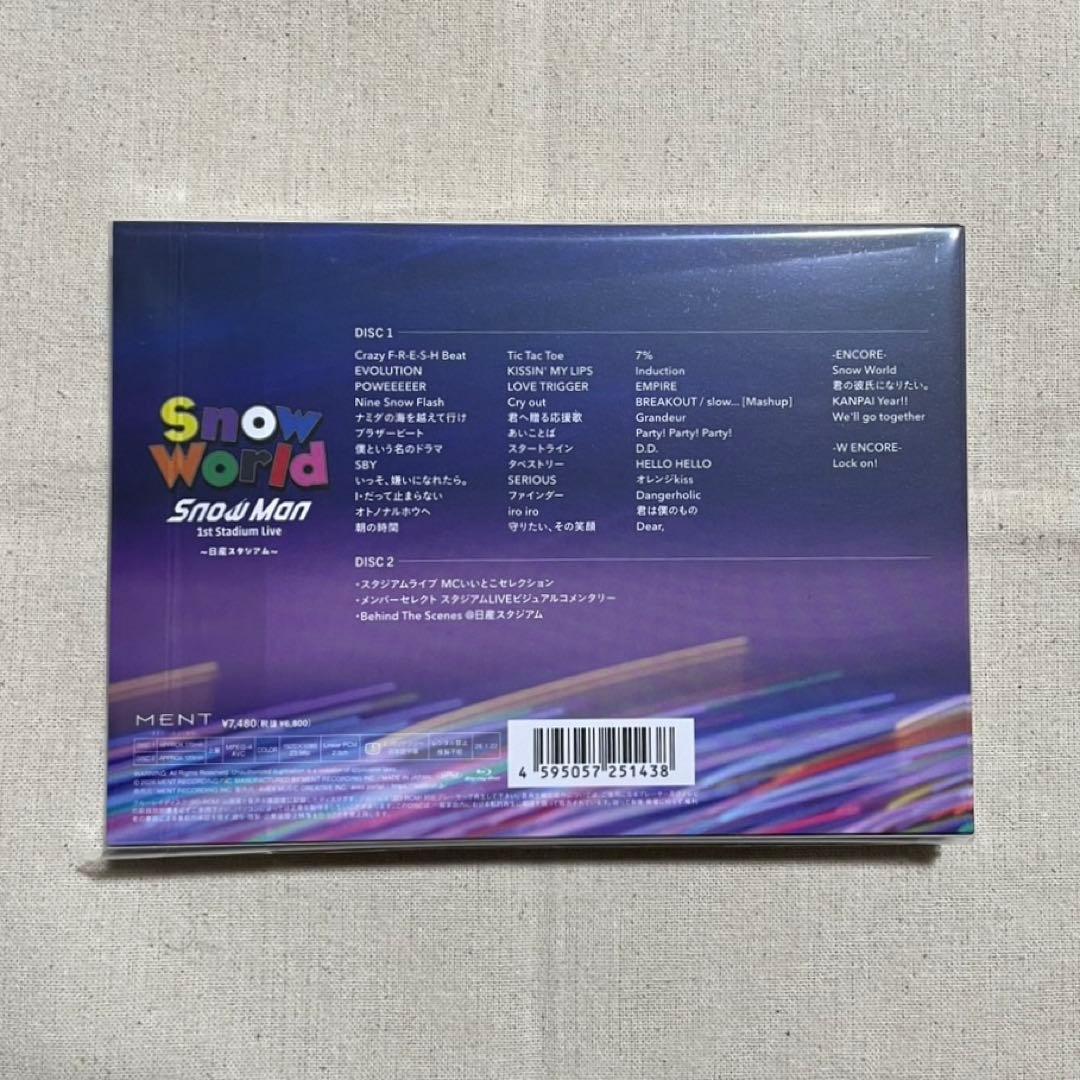 Snow
World
Snow Man
1st Stadium Live
~日産スタジアム~
DISC 1
Crazy F-R-E-S-H Beat
EVOLUTION
POWEEEEER
Nine Snow Flash
ナミダの海を越えて行け
ブラザービート
僕という名のドラマ
SBY
いっそ、嫌いになれたら。
I・だって止まらない
オトノナルホウヘ
朝の時間
Tic Tac Toe
KISSIN' MY LIPS
LOVE TRIGGER
Cry out
君へ贈る応援歌
あいことば
スタートライン
タペストリー
SERIOUS
ファインダー
iro iro
守りたい、その笑顔
7%
Induction
EMPIRE
BREAKOUT / slow... [Mashup]
Grandeur
Party! Party! Party!
D.D.
HELLO HELLO
オレンジkiss
Dangerholic
君は僕のもの
Dear,
-ENCORE-
Snow World
君の彼氏になりたい。
KANPAI Year!!
We'll go together
-W ENCORE-
Lock on!
DISC 2
•スタジアムライブ MCいいとこセレクション
•メンバーセレクト スタジアムLIVEビジュアルコメンタリー
•Behind The Scenes @日産スタジアム
MENT ¥7,480(税抜 ¥6,800)
COLOR
4 595057 251438